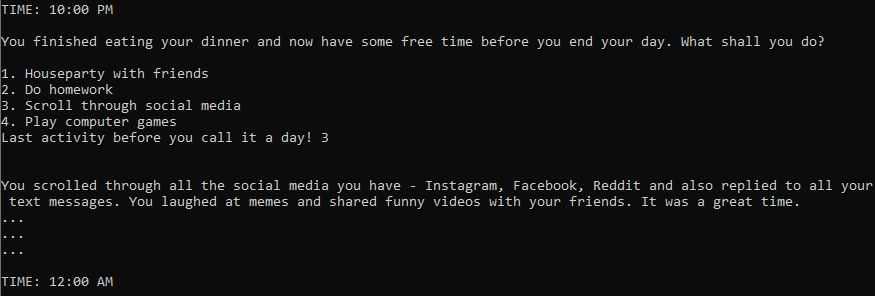 TIME: 10:00 PM
You finished eating your dinner and now have some free time before you end your day. What shall you do?
1. Houseparty with friends
2. Do homework
3. Scroll through social media
4. Play computer games
Last activity before you call it a day! 3
You scrolled through all the social media you have - Instagram, Facebook, Reddit and also replied to all your
text messages. You laughed at memes and shared funny videos with your friends. It was a great time.
...
...
...
TIME: 12:00 AM